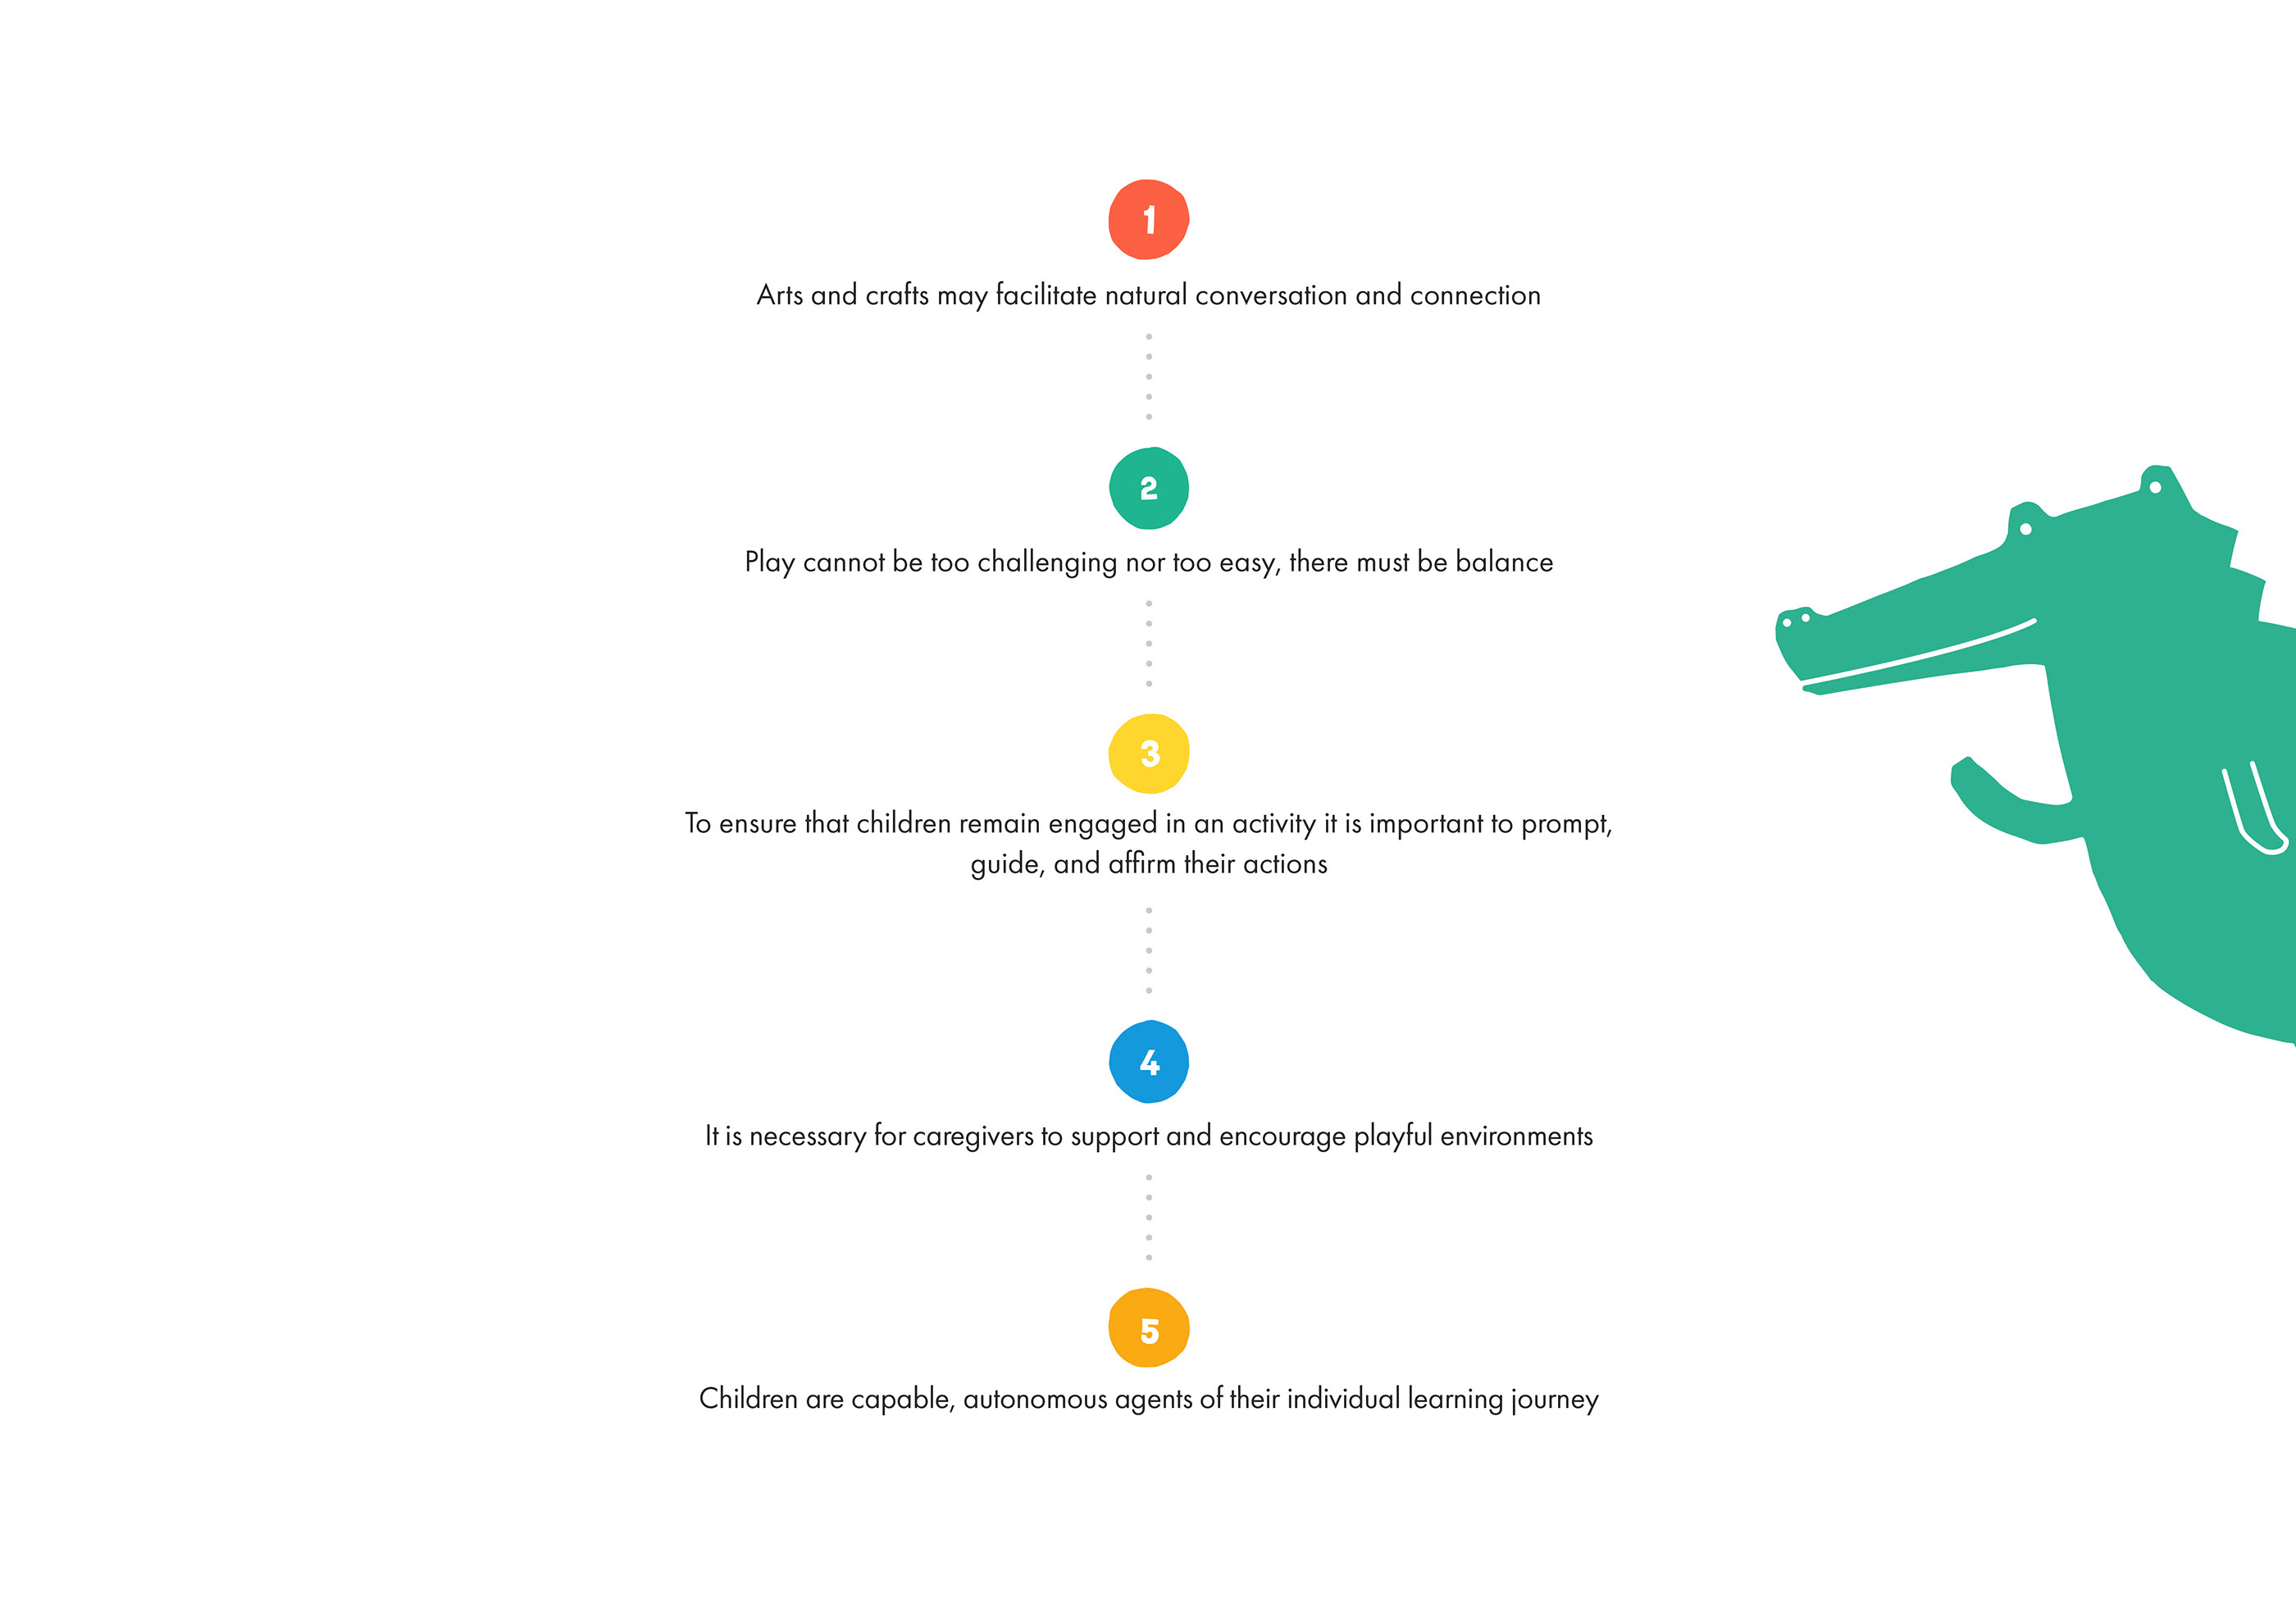 1
Arts and crafts may facilitate natural conversation and connection
2
Play cannot be too challenging nor too easy, there must be balance
3
To ensure that children remain engaged in an activity it is important to prompt,
guide, and affirm their actions
4
It is necessary for caregivers to support and encourage playful environments
5
Children are capable, autonomous agents of their individual learning journey